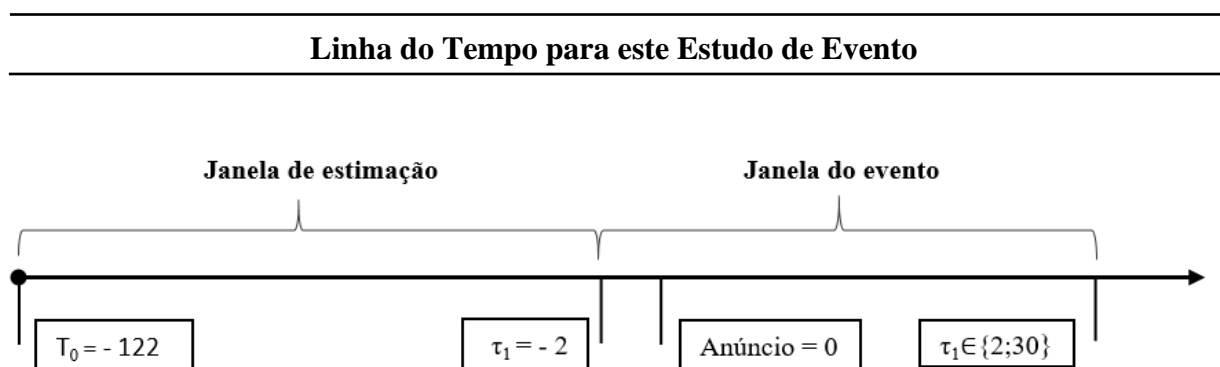 Linha do Tempo para este Estudo de Evento
Janela de estimação
Janela do evento
T₀ = - 122
τ₁ = - 2
Anúncio = 0
τ₁∈{2;30}